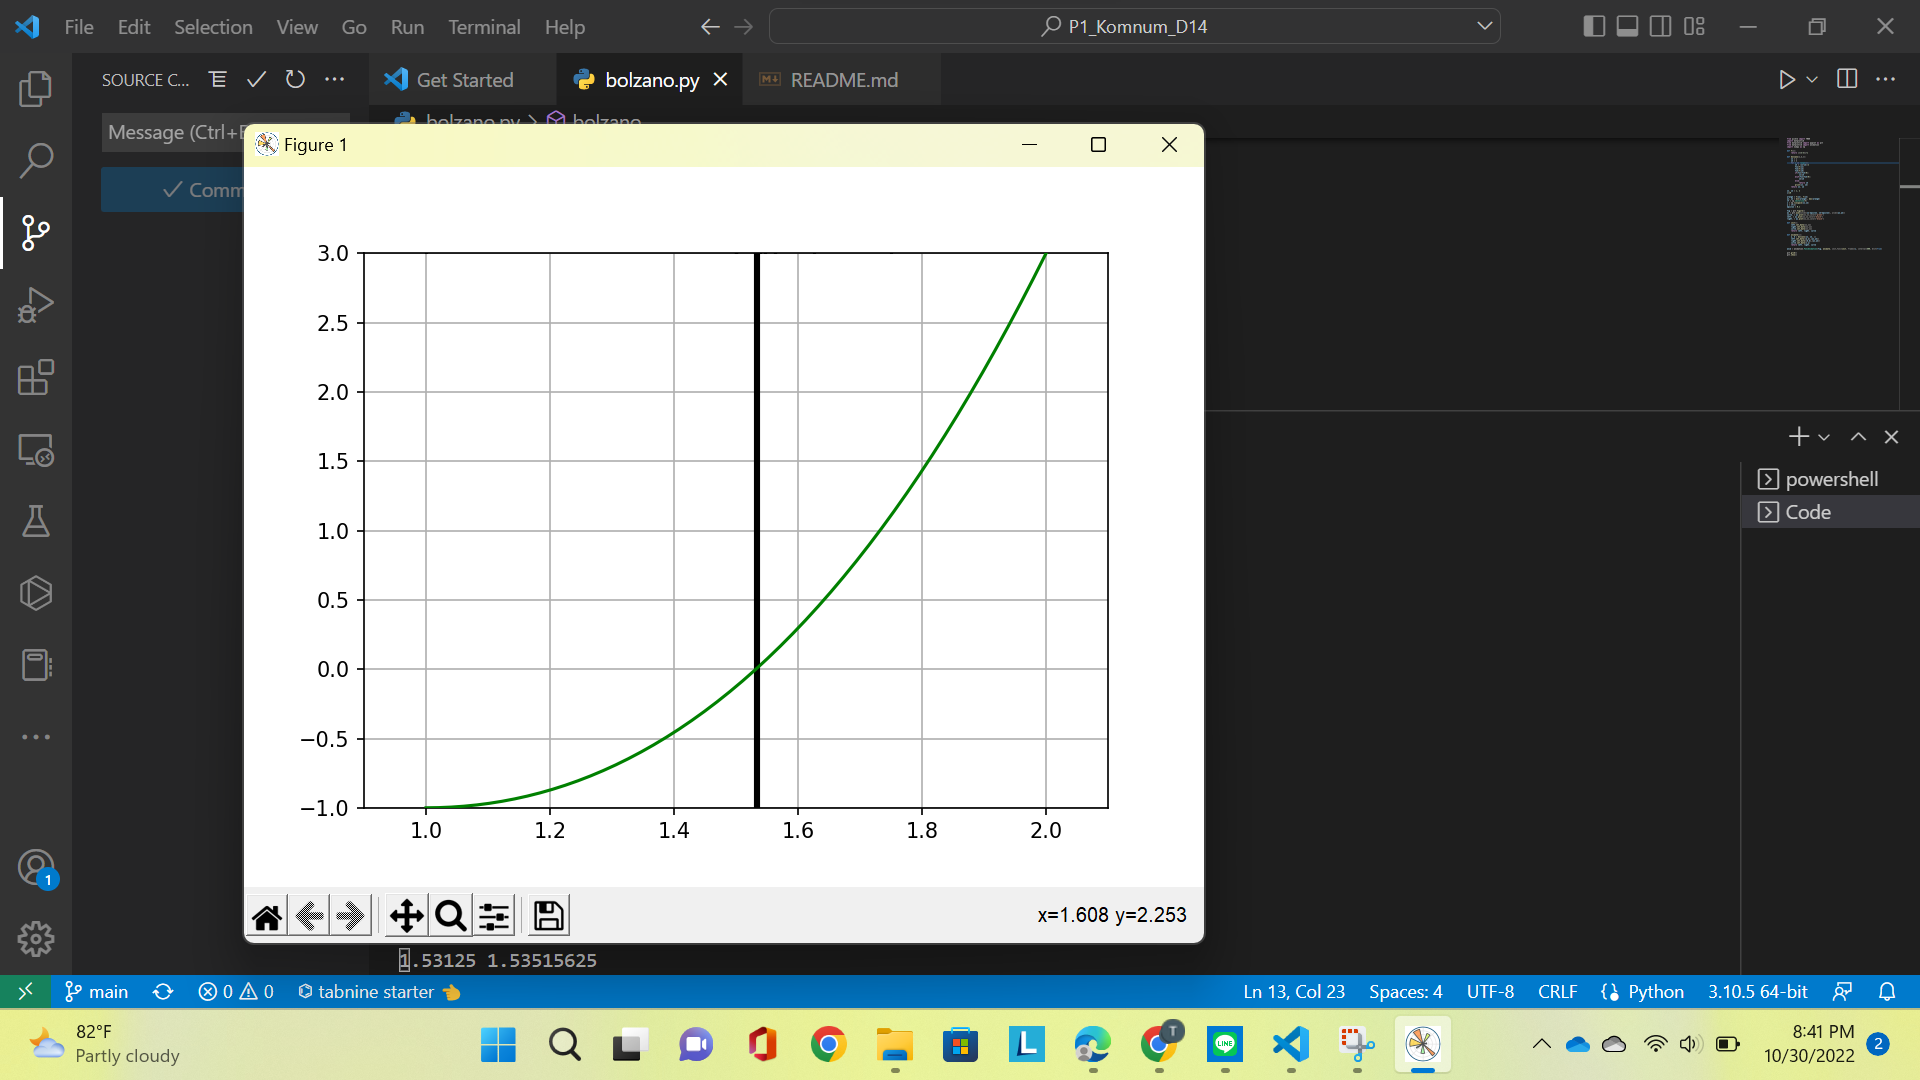 File Edit Selection View Go Run Terminal Help
P1_Komnum_D14
SOURCE C...
Get Started
bolzano.py
README.md
bolzano.py > bolzano
Message (Ctrl+E
Comm
Figure 1
3.0
2.5
2.0
1.5
1.0
0.5
0.0
−0.5
−1.0
1.0 1.2 1.4 1.6 1.8 2.0
x=1.608 y=2.253
powershell
Code
1.53125 1.53515625
1
main
0 0
tabnine starter
Ln 13, Col 23 Spaces: 4 UTF-8 CRLF Python 3.10.5 64-bit
82°F
Partly cloudy
L
T
LINE
8:41 PM
10/30/2022
2